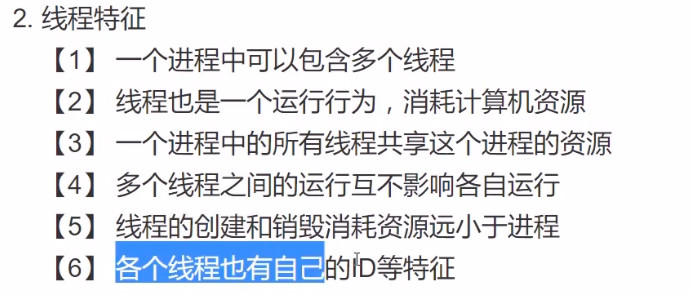 2. 线程特征
【1】 一个进程中可以包含多个线程
【2】 线程也是一个运行行为，消耗计算机资源
【3】 一个进程中的所有线程共享这个进程的资源
【4】 多个线程之间的运行互不影响各自运行
【5】 线程的创建和销毁消耗资源远小于进程
【6】 各个线程也有自己的ID等特征